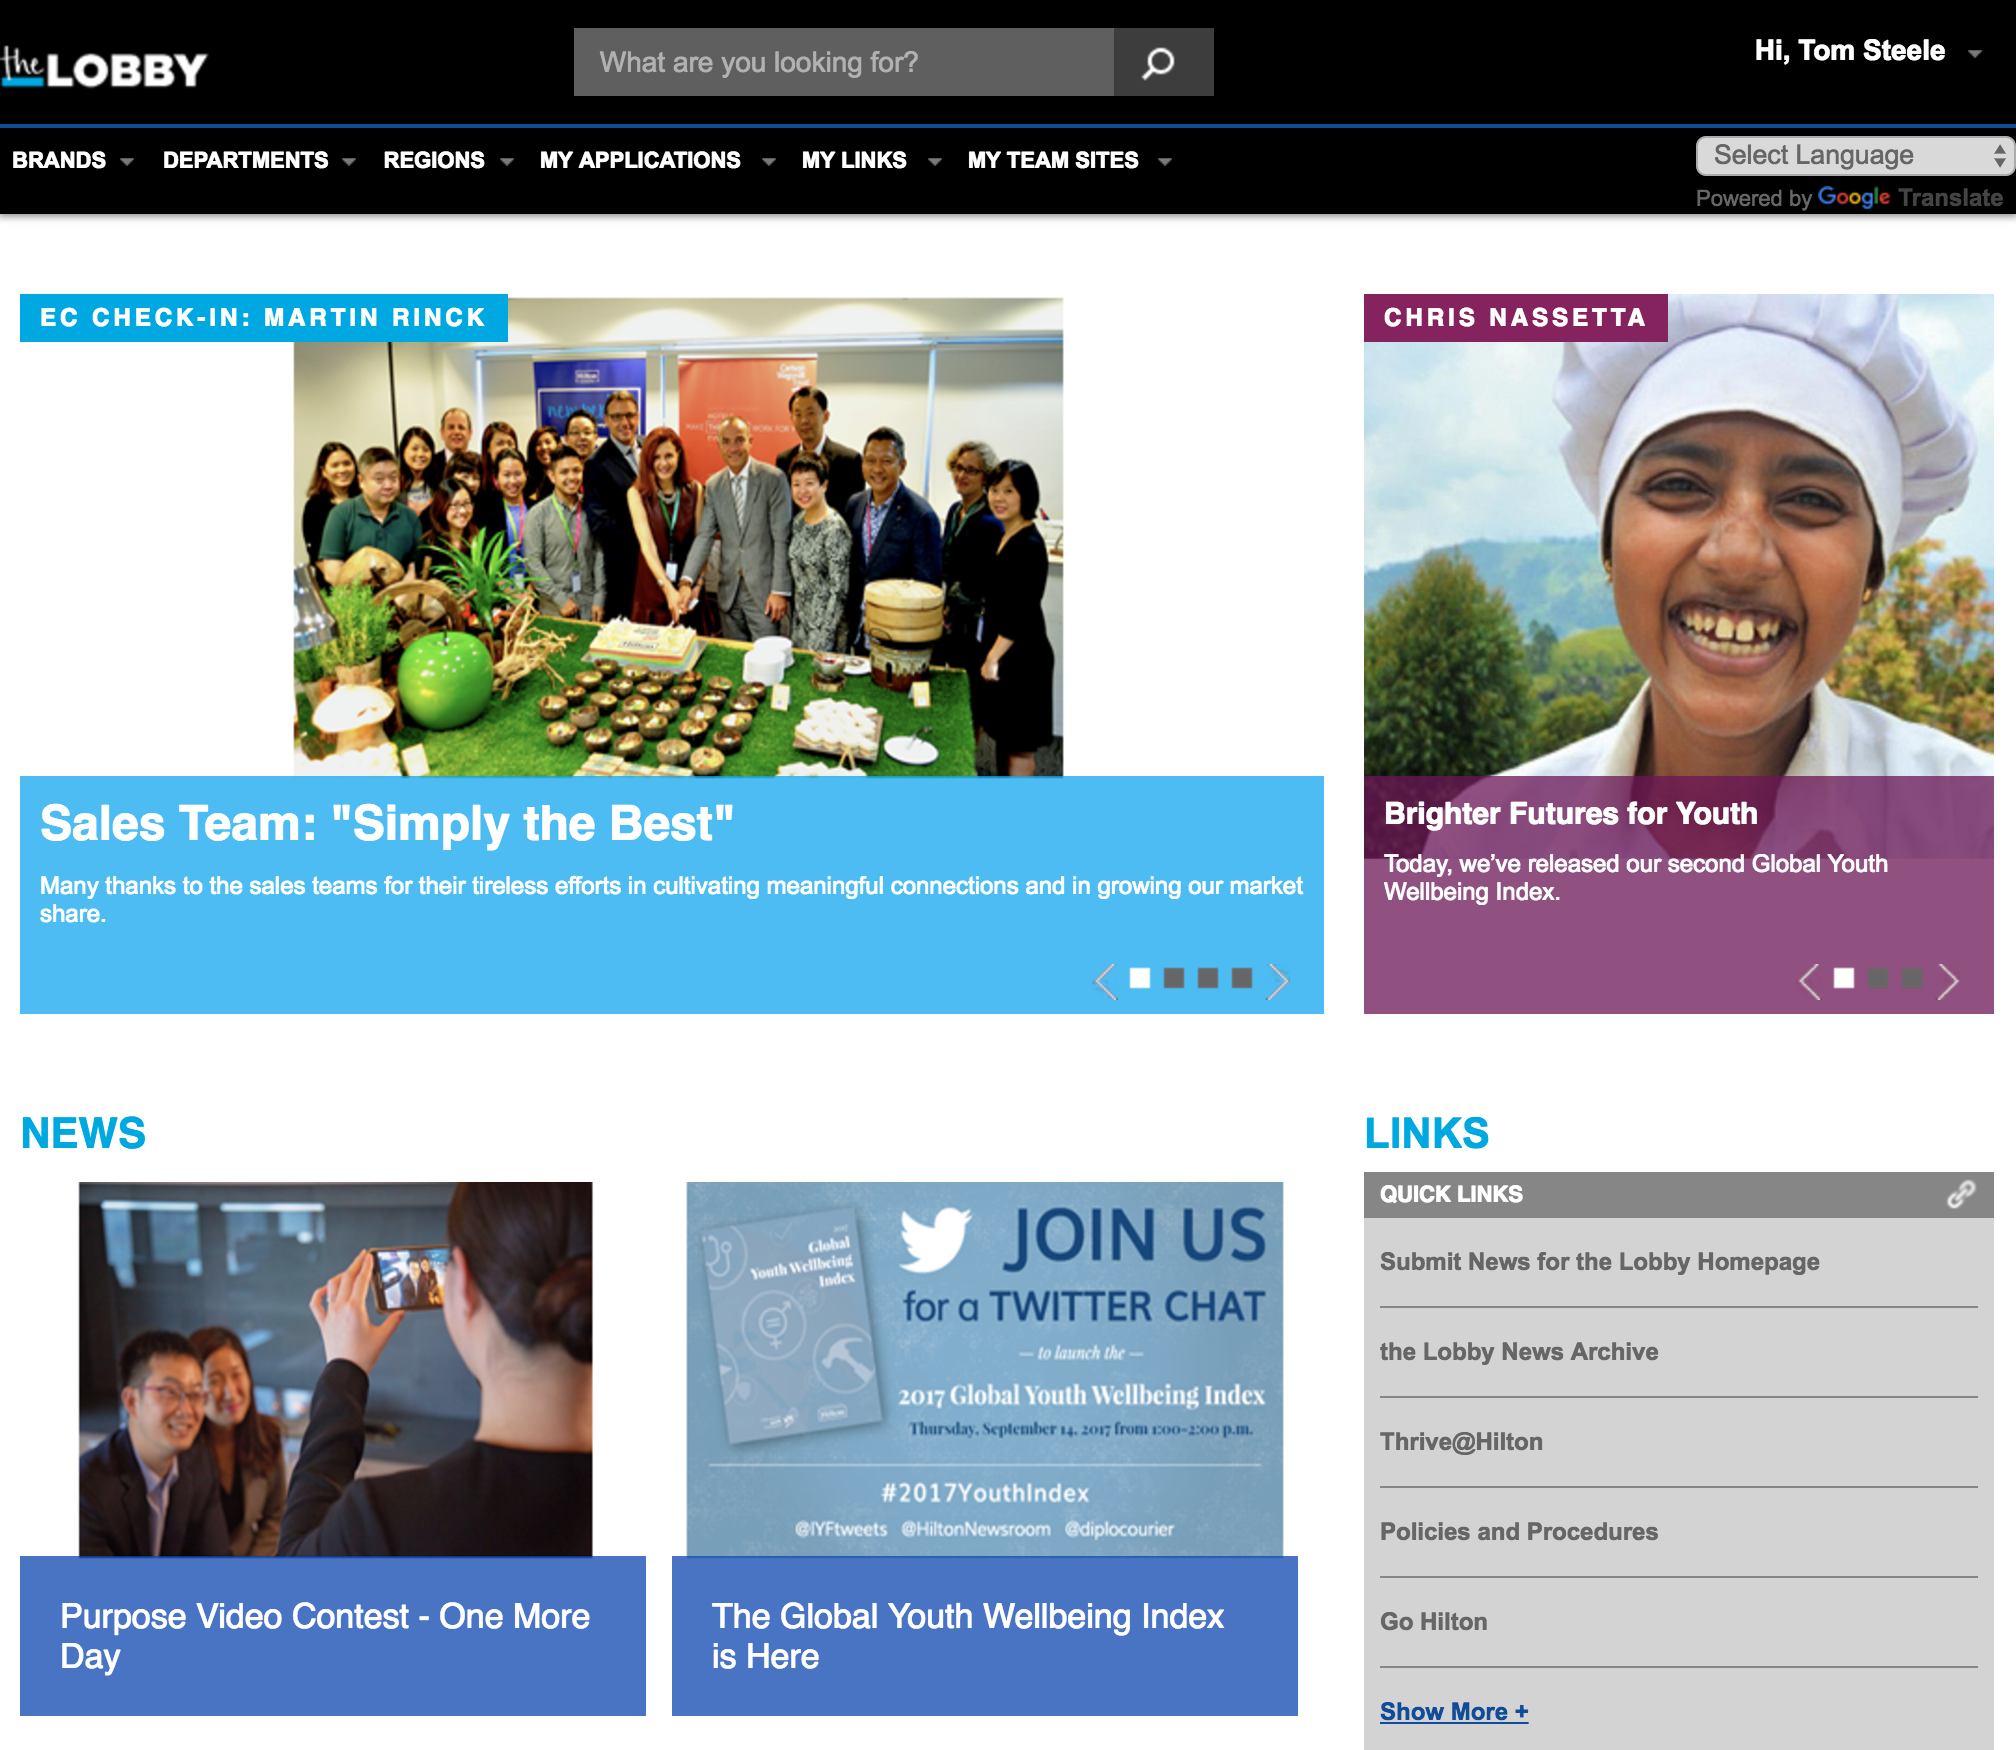 the LOBBY
What are you looking for?
Hi, Tom Steele
BRANDS
DEPARTMENTS
REGIONS
MY APPLICATIONS
MY LINKS
MY TEAM SITES
Select Language
Powered by Google Translate
EC CHECK-IN: MARTIN RINCK
Hilton
Sales Team: "Simply the Best"
Many thanks to the sales teams for their tireless efforts in cultivating meaningful connections and in growing our market
share.
CHRIS NASSETTA
Brighter Futures for Youth
Today, we’ve released our second Global Youth
Wellbeing Index.
NEWS
Purpose Video Contest - One More
Day
Global
Youth Wellbeing
Index
JOIN US
for a TWITTER CHAT
— to launch the —
2017 Global Youth Wellbeing Index
Thursday, September 14, 2017 from 1:00-2:00 p.m.
#2017YouthIndex
@IYFtweets @HiltonNewsroom @diplocourier
The Global Youth Wellbeing Index
is Here
LINKS
QUICK LINKS
Submit News for the Lobby Homepage
the Lobby News Archive
Thrive@Hilton
Policies and Procedures
Go Hilton
Show More +